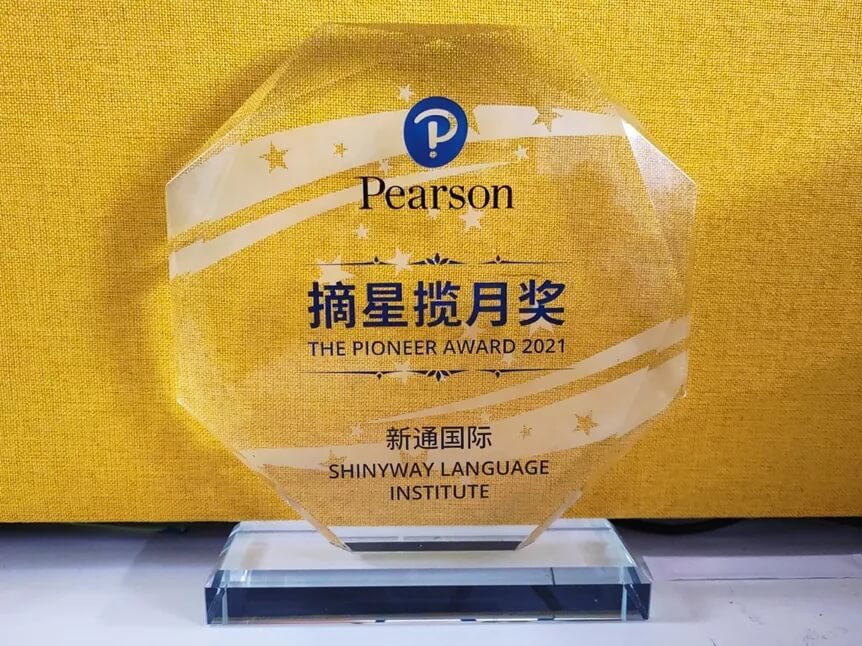 Pearson
摘星揽月奖
THE PIONEER AWARD 2021
新通国际
SHINYWAY LANGUAGE
INSTITUTE